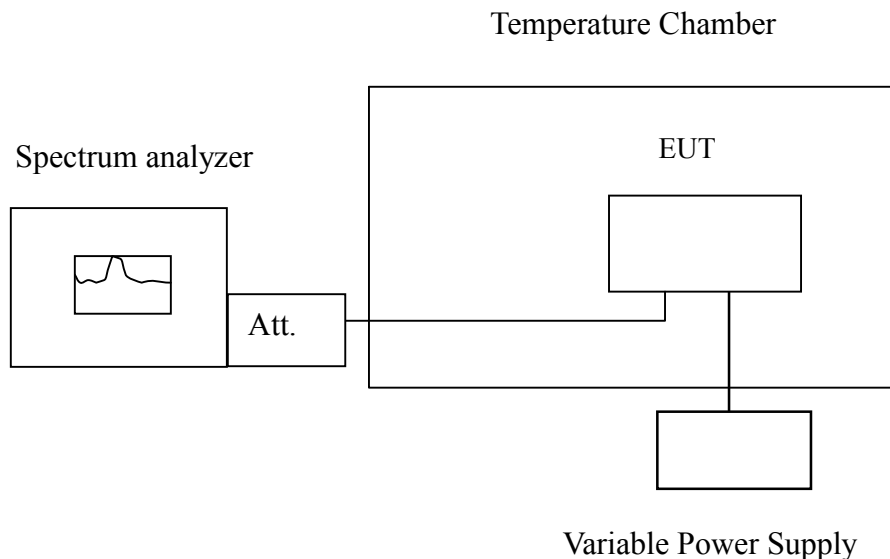 Temperature Chamber
Spectrum analyzer
EUT
Att.
Variable Power Supply